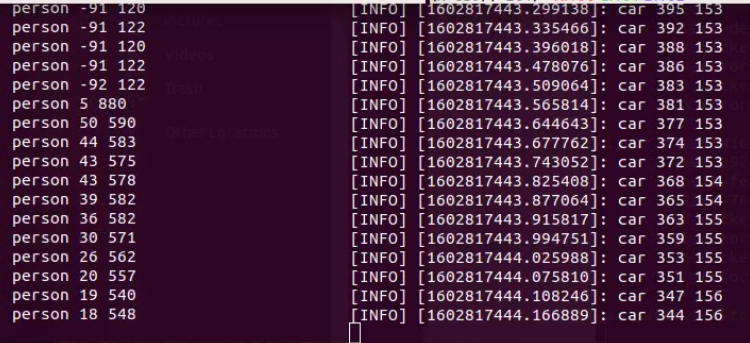 person -91 120
person -91 122
person -91 120
person -91 122
person -92 122
person 5 880
person 50 590
person 44 583
person 43 575
person 43 578
person 39 582
person 36 582
person 30 571
person 26 562
person 20 557
person 19 540
person 18 548
Pictures
Videos
Trash
Other Locations
[INFO] [1602817443.299138]: car 395 153
[INFO] [1602817443.335466]: car 392 153
[INFO] [1602817443.396018]: car 388 153
[INFO] [1602817443.478076]: car 386 153
[INFO] [1602817443.509064]: car 383 153
[INFO] [1602817443.565814]: car 381 153
[INFO] [1602817443.644643]: car 377 153
[INFO] [1602817443.677762]: car 374 153
[INFO] [1602817443.743052]: car 372 153
[INFO] [1602817443.825408]: car 368 154
[INFO] [1602817443.877064]: car 365 154
[INFO] [1602817443.915817]: car 363 155
[INFO] [1602817443.994751]: car 359 155
[INFO] [1602817444.025988]: car 353 155
[INFO] [1602817444.075810]: car 351 155
[INFO] [1602817444.108246]: car 347 156
[INFO] [1602817444.166889]: car 344 156